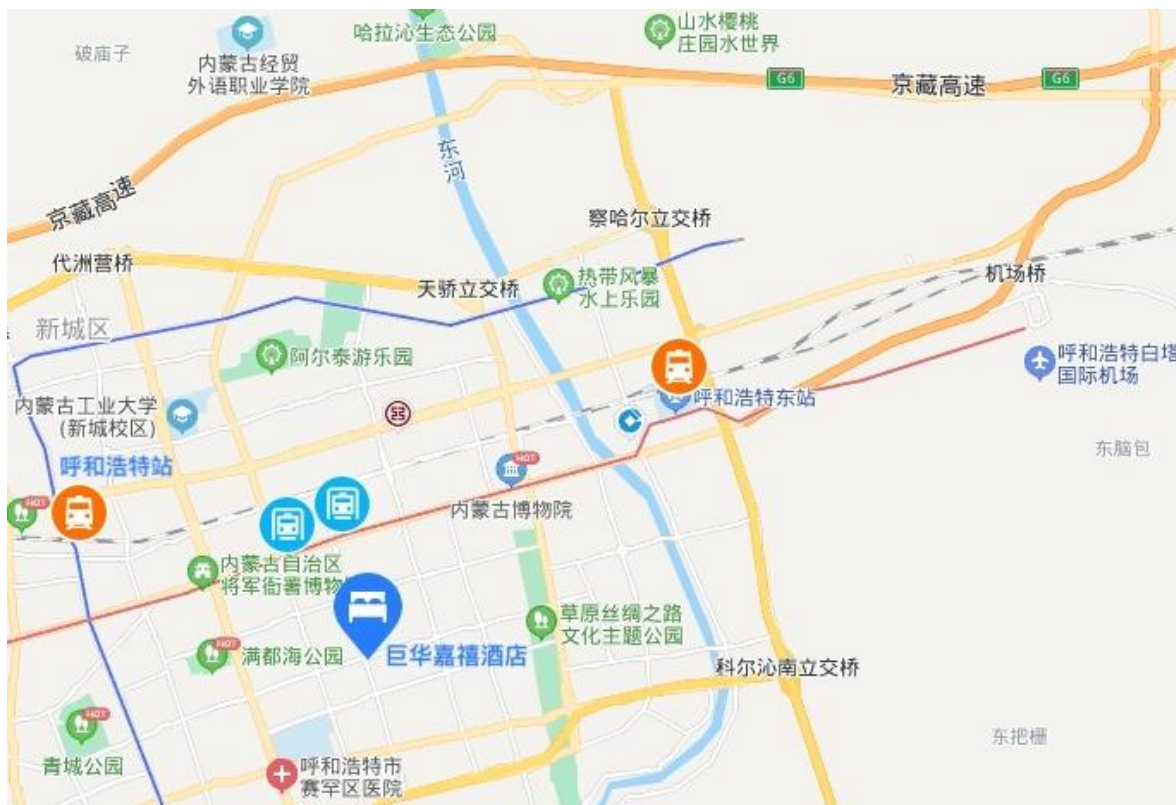 哈拉沁生态公园
山水樱桃
庄园水世界
破庙子
内蒙古经贸
外语职业学院
G6
京藏高速
G6
东河
京藏高速
察哈尔立交桥
代洲营桥
天骄立交桥
热带风暴
水上乐园
机场桥
新城区
阿尔泰游乐园
呼和浩特白塔
国际机场
内蒙古工业大学
(新城校区)
呼和浩特东站
东脑包
呼和浩特站
HOT
HOT
内蒙古博物院
内蒙古自治区
将军衙署博物
草原丝绸之路
文化主题公园
HOT
满都海公园
巨华嘉禧酒店
科尔沁南立交桥
HOT
青城公园
东把栅
呼和浩特市
赛罕区医院